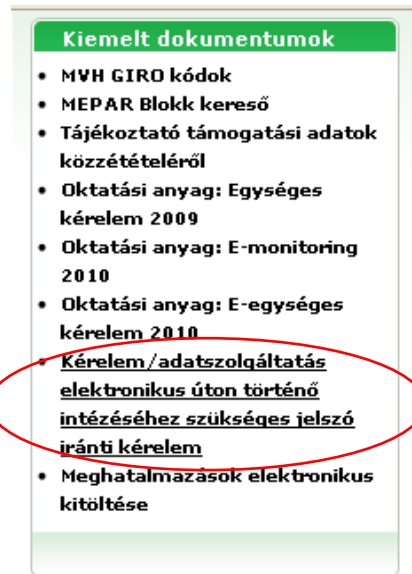 Kiemelt dokumentumok
• MVH GIRO kódok
• MEPAR Blokk kereső
• Tájékoztató támogatási adatok
közzétételéről
• Oktatási anyag: Egységes
kérelem 2009
• Oktatási anyag: E-monitoring
2010
• Oktatási anyag: E-egységes
kérelem 2010
• Kérelem/adatszolgáltatás
elektronikus úton történő
intézéséhez szükséges jelszó
iránti kérelem
• Meghatalmazások elektronikus
kitöltése